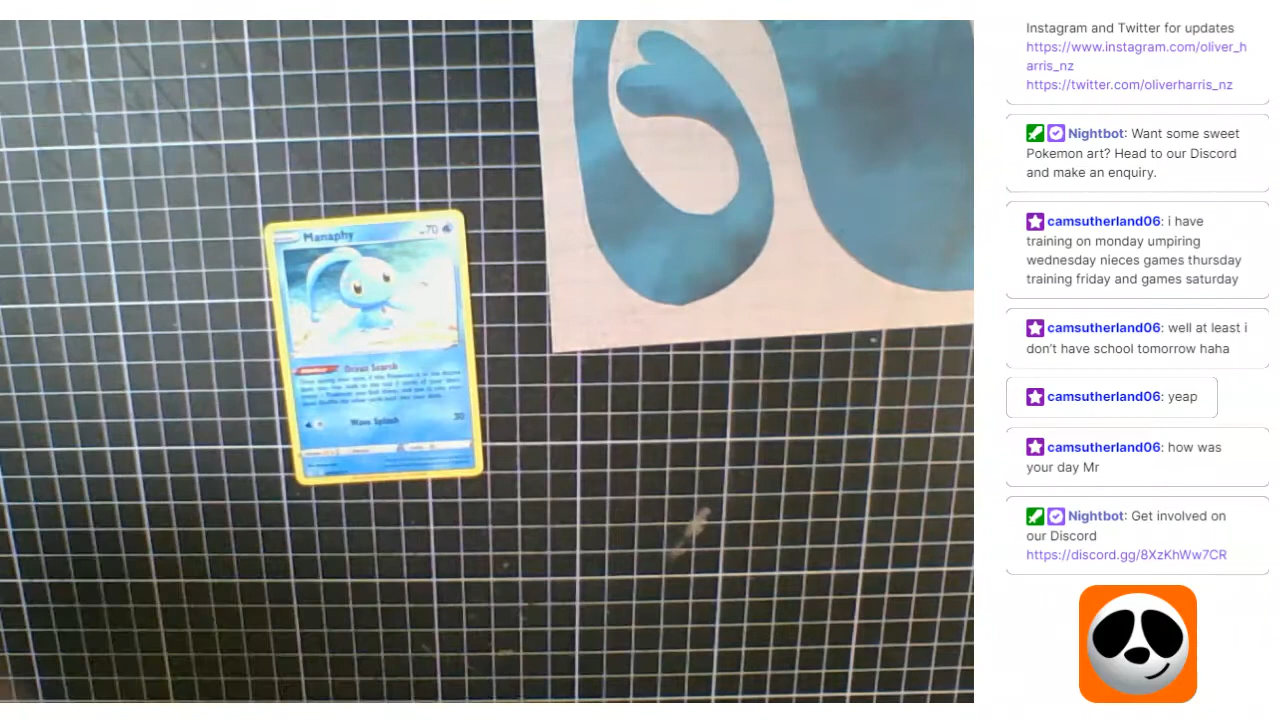 Manaphy
70
Ocean Search
Wave Splash
30
Instagram and Twitter for updates
https://www.instagram.com/oliver_h
arris_nz
https://twitter.com/oliverharris_nz
Nightbot: Want some sweet
Pokemon art? Head to our Discord
and make an enquiry.
camsutherland06: i have
training on monday umpiring
wednesday nieces games thursday
training friday and games saturday
camsutherland06: well at least i
don't have school tomorrow haha
camsutherland06: yeap
camsutherland06: how was
your day Mr
Nightbot: Get involved on
our Discord
https://discord.gg/8XzKhWw7CR